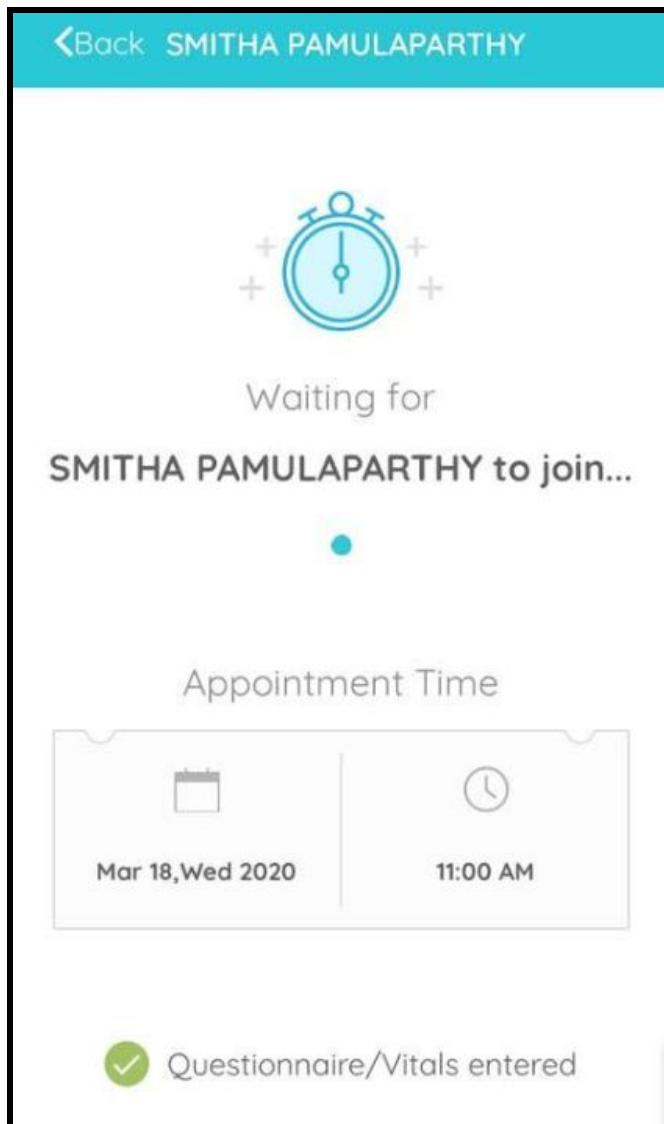 Back SMITHA PAMULAPARTHY
Waiting for
SMITHA PAMULAPARTHY to join...
Appointment Time
Mar 18,Wed 2020
11:00 AM
Questionnaire/Vitals entered